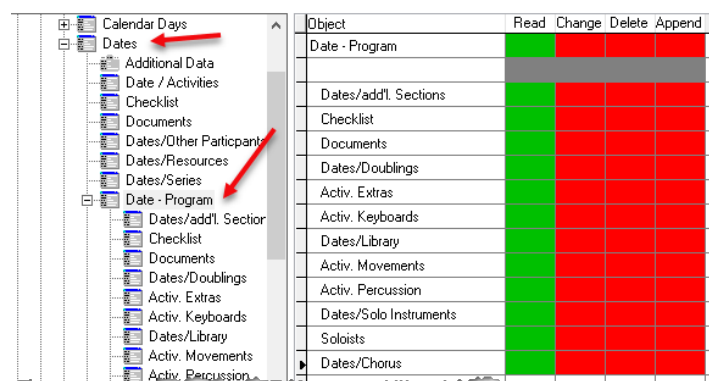 Calendar Days
Dates
Additional Data
Date / Activities
Checklist
Documents
Dates/Other Particpants
Dates/Resources
Dates/Series
Date - Program
Dates/add'l. Section
Checklist
Documents
Dates/Doublings
Activ. Extras
Activ. Keyboards
Dates/Library
Activ. Movements
Activ. Percussion
Object Read Change Delete Append
Date - Program
Dates/add'l. Sections
Checklist
Documents
Dates/Doublings
Activ. Extras
Activ. Keyboards
Dates/Library
Activ. Movements
Activ. Percussion
Dates/Solo Instruments
Soloists
Dates/Chorus